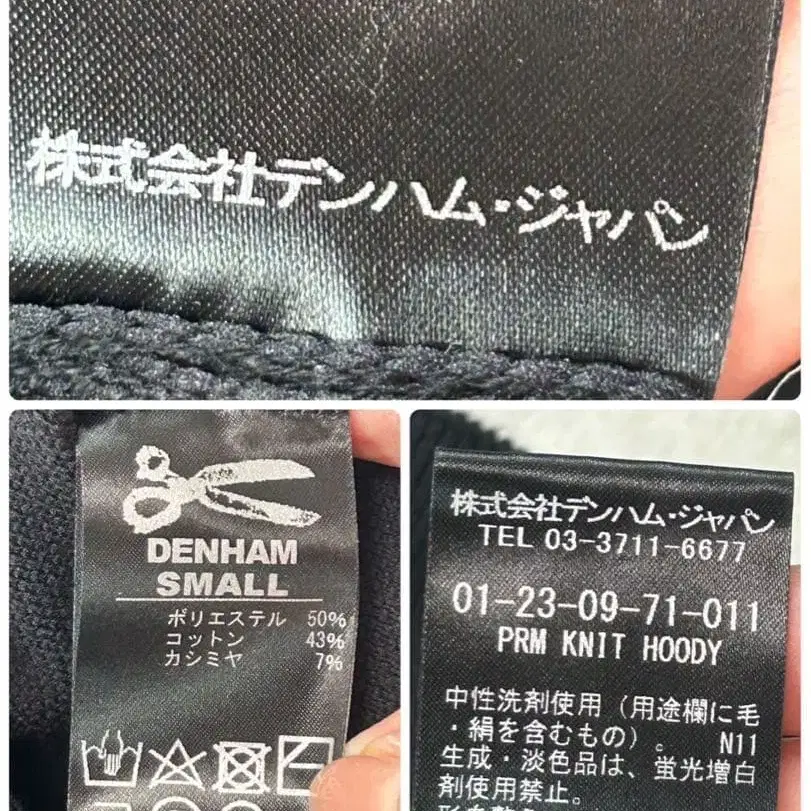 株式会社デンハム・ジャパン
DENHAM
SMALL
ポリエステル 50%
コットン 43%
カシミヤ 7%
株式会社デンハム・ジャパン
TEL 03-3711-6677
01-23-09-71-011
PRM KNIT HOODY
中性洗剤使用（用途欄に毛
・絹を含むもの）。 N11
生成・淡色品は、蛍光増白
剤使用禁止。